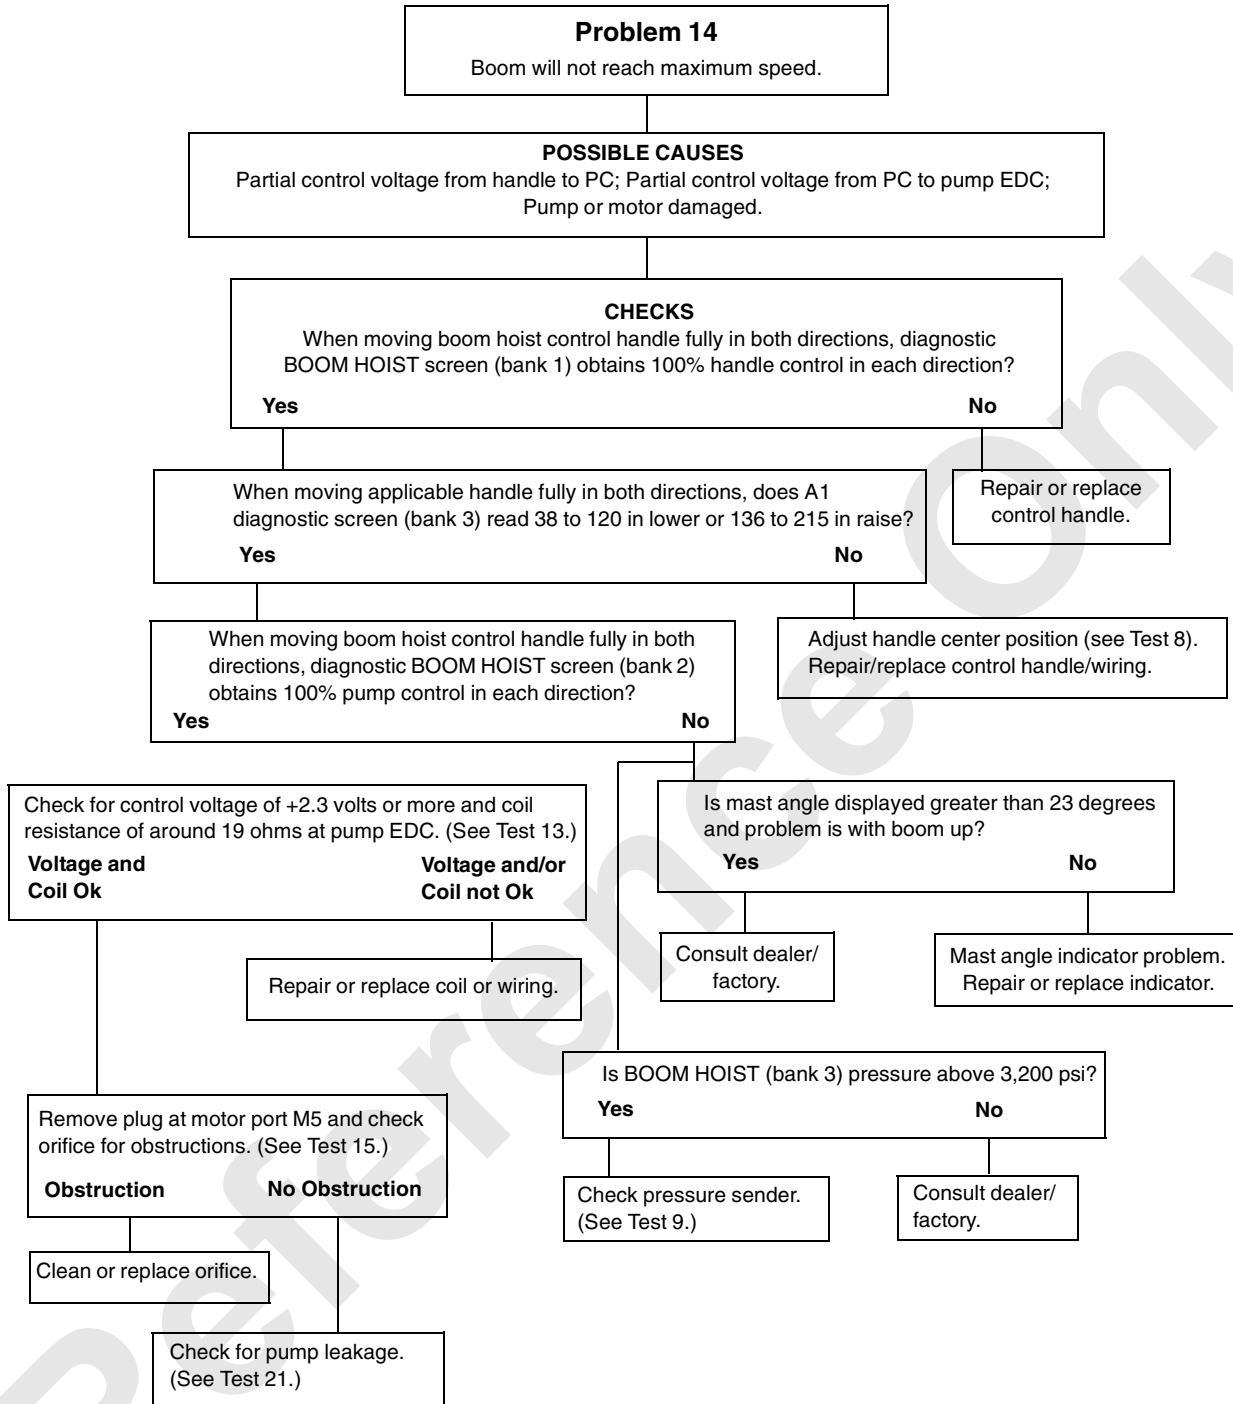 Problem 14
Boom will not reach maximum speed.
POSSIBLE CAUSES
Partial control voltage from handle to PC; Partial control voltage from PC to pump EDC;
Pump or motor damaged.
CHECKS
When moving boom hoist control handle fully in both directions, diagnostic
BOOM HOIST screen (bank 1) obtains 100% handle control in each direction?
Yes
No
When moving applicable handle fully in both directions, does A1
diagnostic screen (bank 3) read 38 to 120 in lower or 136 to 215 in raise?
Yes
No
Repair or replace
control handle.
When moving boom hoist control handle fully in both
directions, diagnostic BOOM HOIST screen (bank 2)
obtains 100% pump control in each direction?
Yes
No
Adjust handle center position (see Test 8).
Repair/replace control handle/wiring.
Check for control voltage of +2.3 volts or more and coil
resistance of around 19 ohms at pump EDC. (See Test 13.)
Voltage and
Coil Ok
Voltage and/or
Coil not Ok
Is mast angle displayed greater than 23 degrees
and problem is with boom up?
Yes
No
Repair or replace coil or wiring.
Consult dealer/
factory.
Mast angle indicator problem.
Repair or replace indicator.
Is BOOM HOIST (bank 3) pressure above 3,200 psi?
Yes
No
Remove plug at motor port M5 and check
orifice for obstructions. (See Test 15.)
Obstruction
No Obstruction
Check pressure sender.
(See Test 9.)
Consult dealer/
factory.
Clean or replace orifice.
Check for pump leakage.
(See Test 21.)
Reference Only